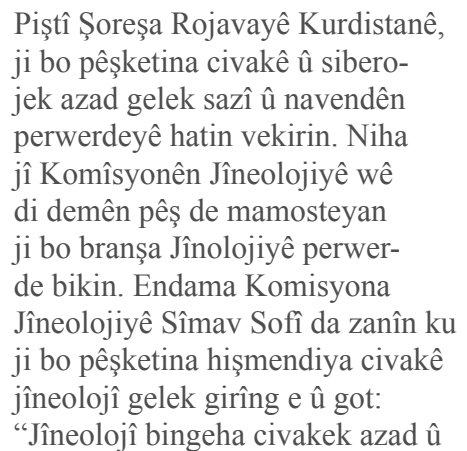 Piştî Şoreşa Rojavayê Kurdistanê,
ji bo pêşketina civakê û sibero-
jek azad gelek sazî û navendên
perwerdeyê hatin vekirin. Niha
jî Komîsyonên Jîneolojiyê wê
di demên pêş de mamosteyan
ji bo branşa Jînolojiyê perwer-
de bikin. Endama Komisyona
Jîneolojiyê Sîmav Sofî da zanîn ku
ji bo pêşketina hişmendiya civakê
jîneolojî gelek girîng e û got:
“Jîneolojî bingeha civakek azad û